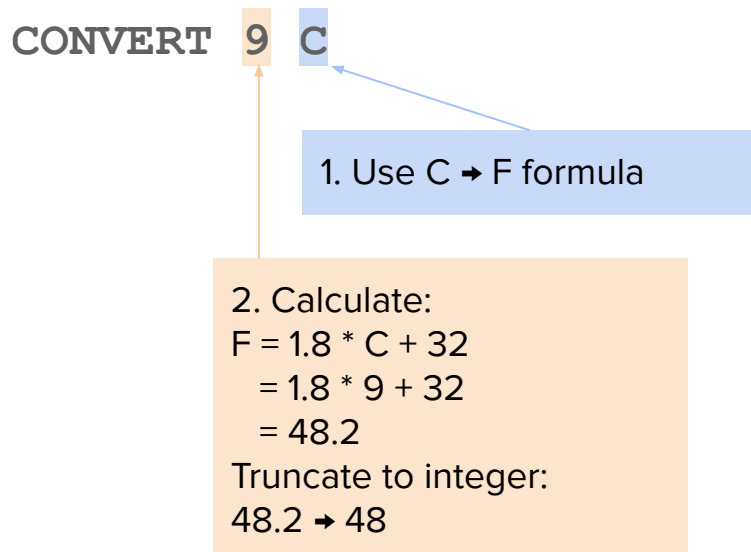 CONVERT 9 C
1. Use C → F formula
2. Calculate:
F = 1.8 * C + 32
= 1.8 * 9 + 32
= 48.2
Truncate to integer:
48.2 → 48